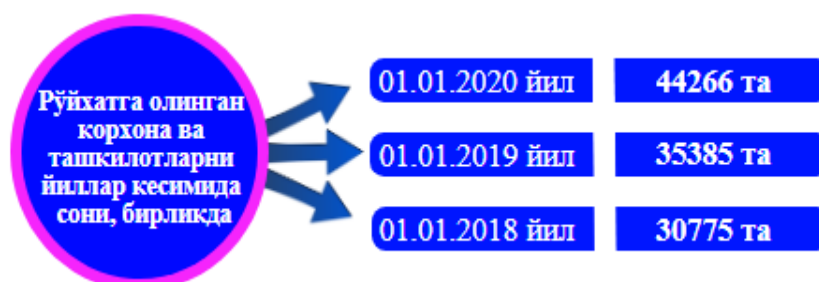 Рўйхатга олинган
корхона ва
ташкилотларни
йиллар кесимида
сони, бирликда
01.01.2020 йил 44266 та
01.01.2019 йил 35385 та
01.01.2018 йил 30775 та